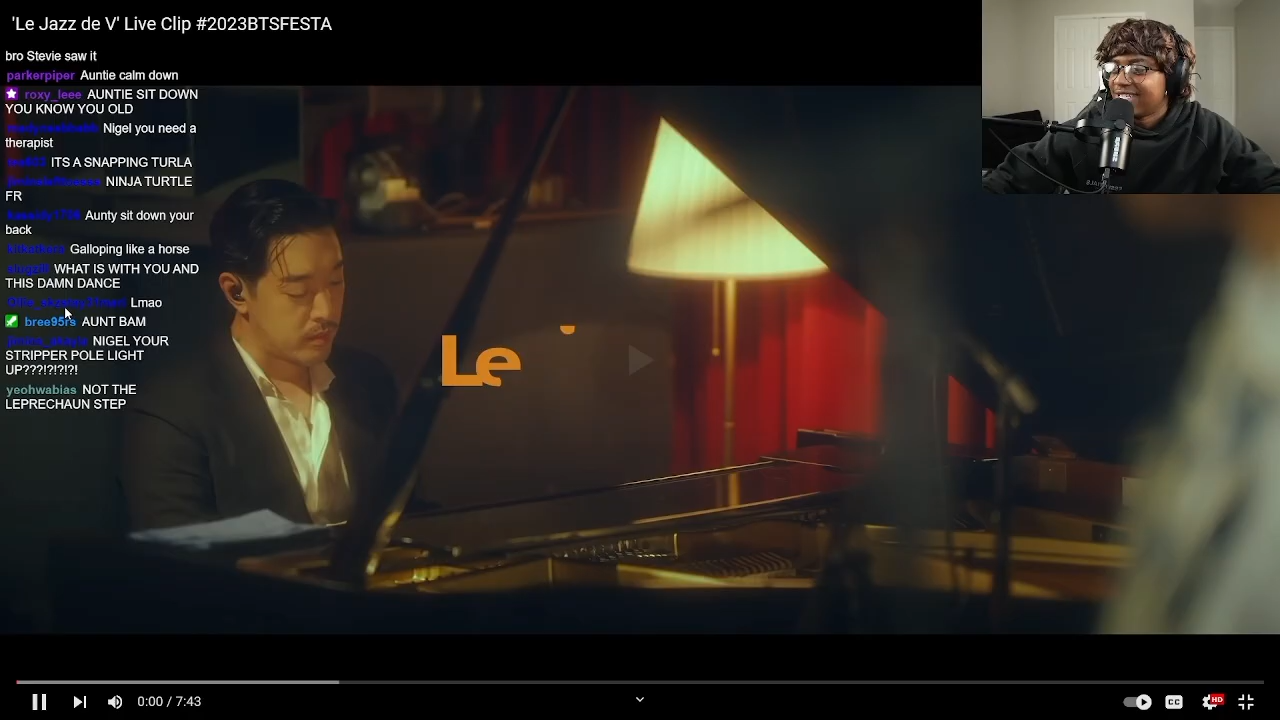 'Le Jazz de V' Live Clip #2023BTSFESTA
bro Stevie saw it
parkerpiper Auntie calm down
roxy_leee AUNTIE SIT DOWN
YOU KNOW YOU OLD
Nigel you need a
therapist
ITS A SNAPPING TURLA
NINJA TURTLE
FR
Aunty sit down your
back
Galloping like a horse
WHAT IS WITH YOU AND
THIS DAMN DANCE
Lmao
bree95rs AUNT BAM
NIGEL YOUR
STRIPPER POLE LIGHT
UP???!?!?!?!
yeohwabias NOT THE
LEPRECHAUN STEP
Le
0:00 / 7:43
CC
HD